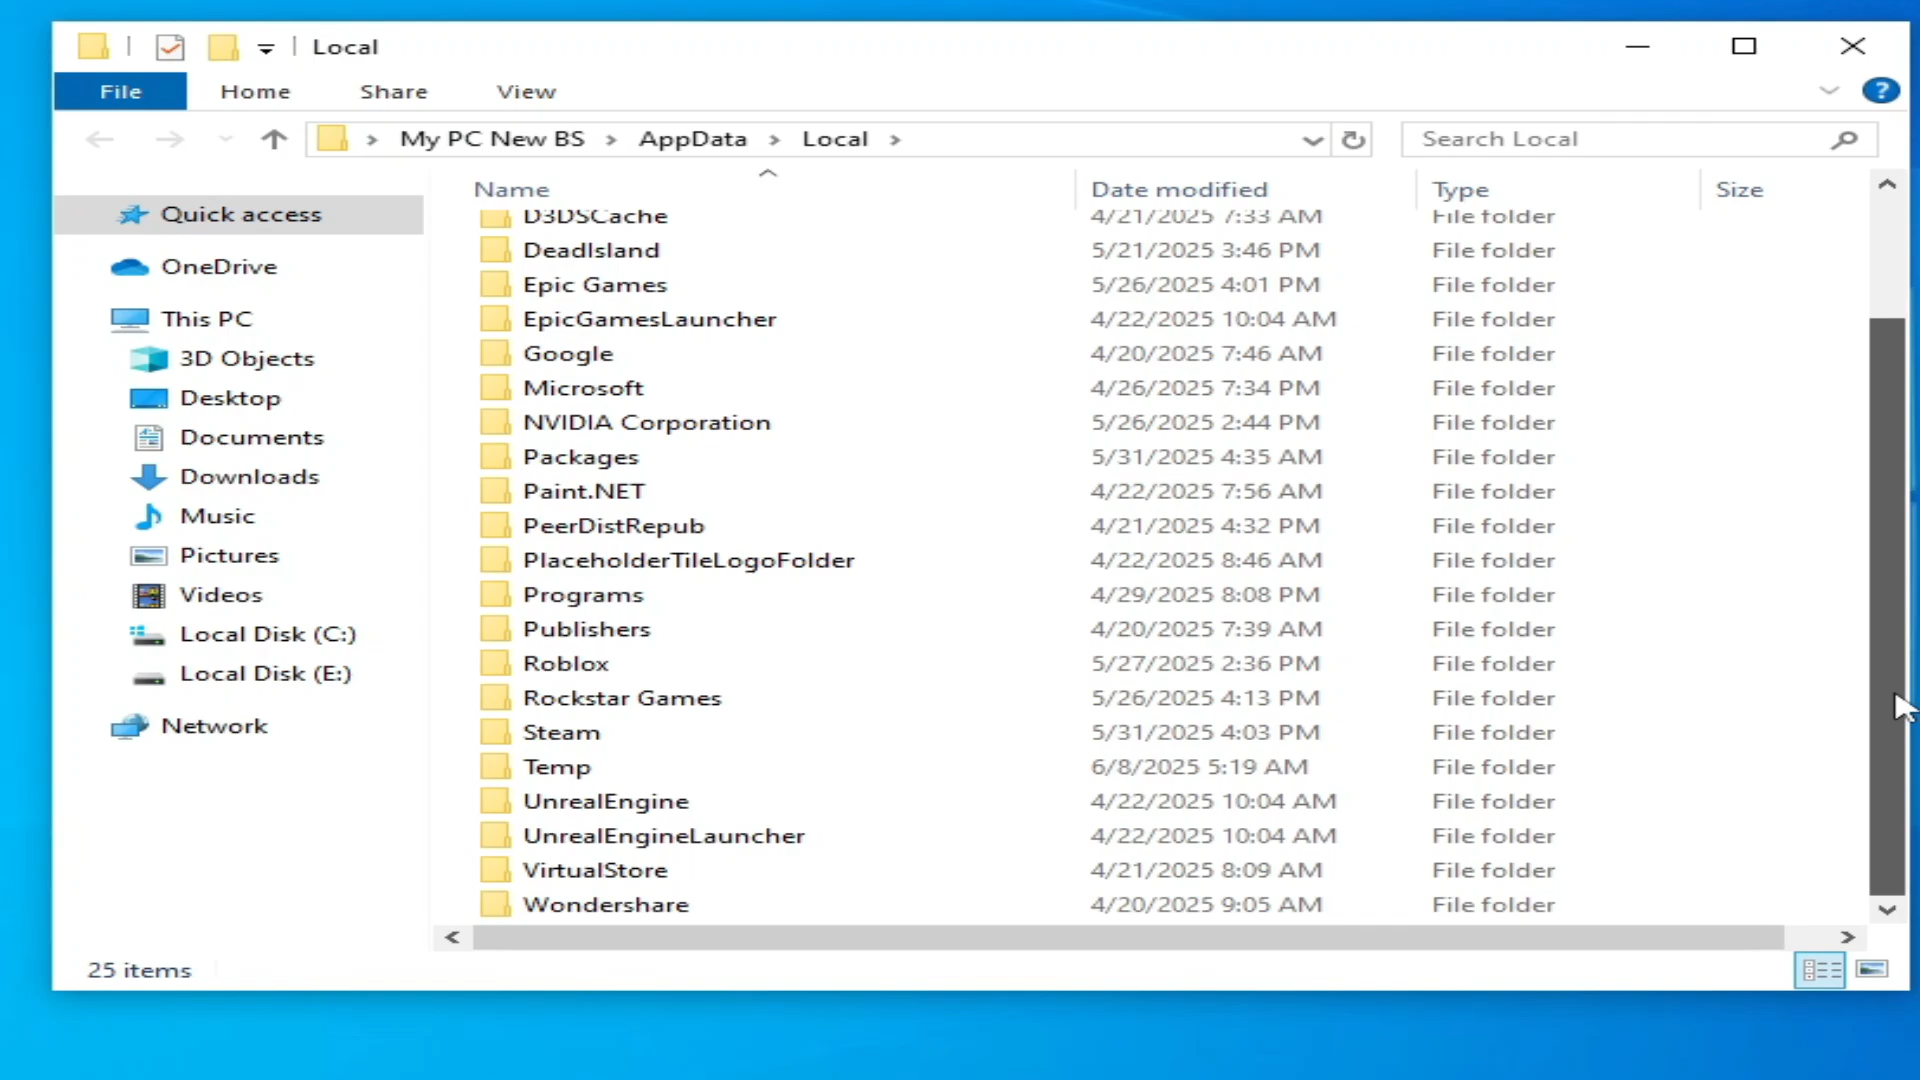 Local
File Home Share View ?
My PC New BS > AppData > Local > Search Local
Name Date modified Type Size
D3DSCache 4/21/2025 7:33 AM File folder
DeadIsland 5/21/2025 3:46 PM File folder
Epic Games 5/26/2025 4:01 PM File folder
EpicGamesLauncher 4/22/2025 10:04 AM File folder
Google 4/20/2025 7:46 AM File folder
Microsoft 4/26/2025 7:34 PM File folder
NVIDIA Corporation 5/26/2025 2:44 PM File folder
Packages 5/31/2025 4:35 AM File folder
Paint.NET 4/22/2025 7:56 AM File folder
PeerDistRepub 4/21/2025 4:32 PM File folder
PlaceholderTileLogoFolder 4/22/2025 8:46 AM File folder
Programs 4/29/2025 8:08 PM File folder
Publishers 4/20/2025 7:39 AM File folder
Roblox 5/27/2025 2:36 PM File folder
Rockstar Games 5/26/2025 4:13 PM File folder
Steam 5/31/2025 4:03 PM File folder
Temp 6/8/2025 5:19 AM File folder
UnrealEngine 4/22/2025 10:04 AM File folder
UnrealEngineLauncher 4/22/2025 10:04 AM File folder
VirtualStore 4/21/2025 8:09 AM File folder
Wondershare 4/20/2025 9:05 AM File folder
Quick access
OneDrive
This PC
3D Objects
Desktop
Documents
Downloads
Music
Pictures
Videos
Local Disk (C:)
Local Disk (E:)
Network
25 items